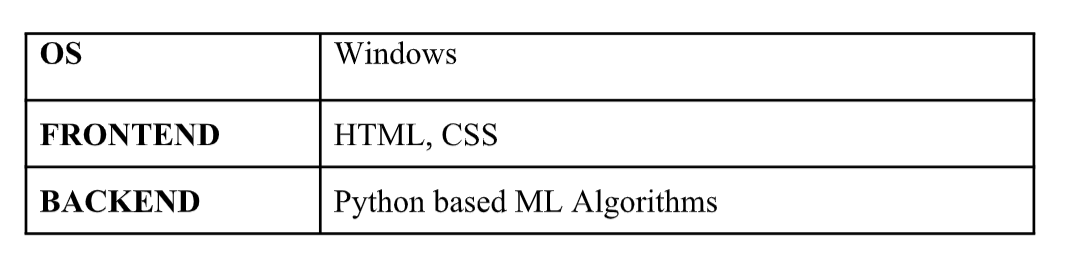 OS Windows
FRONTEND HTML, CSS
BACKEND Python based ML Algorithms